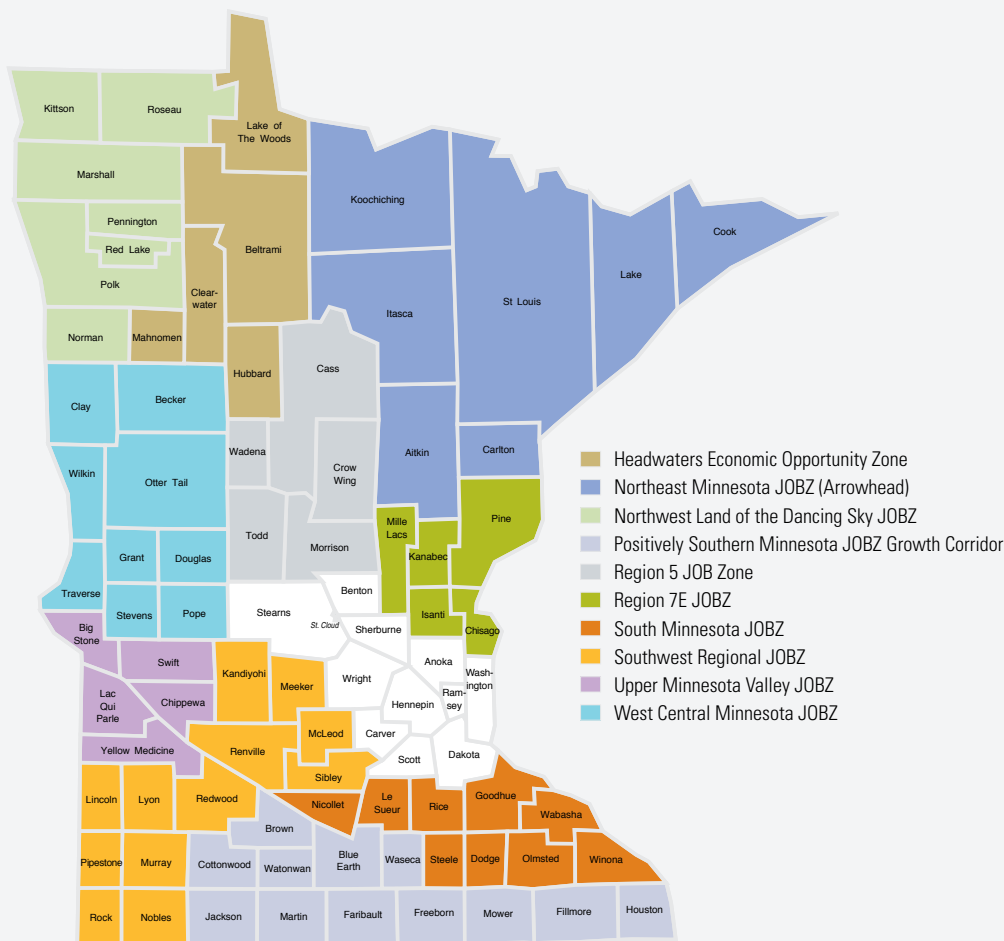 Kittson
Roseau
Lake of
The Woods
Marshall
Koochiching
Pennington
Cook
Red Lake
Beltrami
Lake
Polk
Clear-
water
St Louis
Itasca
Norman
Mahnomen
Cass
Hubbard
Clay
Becker
Wadena
Aitkin
Carlton
Crow
Wing
Wilkin
Otter Tail
Mille
Lacs
Pine
Todd
Morrison
Kanabec
Grant
Douglas
Traverse
Benton
Stevens
Pope
Stearns
St. Cloud
Isanti
Sherburne
Chisago
Big
Stone
Swift
Anoka
Kandiyohi
Wash-
ington
Wright
Meeker
Lac
Qui
Parle
Chippewa
Ram-
sey
Hennepin
McLeod
Carver
Yellow Medicine
Renville
Dakota
Scott
Sibley
Lincoln
Lyon
Redwood
Nicollet
Le
Sueur
Rice
Goodhue
Wabasha
Brown
Pipestone
Murray
Cottonwood
Watonwan
Blue
Earth
Waseca
Steele
Dodge
Olmsted
Winona
Rock
Nobles
Jackson
Martin
Faribault
Freeborn
Mower
Fillmore
Houston
Headwaters Economic Opportunity Zone
Northeast Minnesota JOBZ (Arrowhead)
Northwest Land of the Dancing Sky JOBZ
Positively Southern Minnesota JOBZ Growth Corridor
Region 5 JOB Zone
Region 7E JOBZ
South Minnesota JOBZ
Southwest Regional JOBZ
Upper Minnesota Valley JOBZ
West Central Minnesota JOBZ